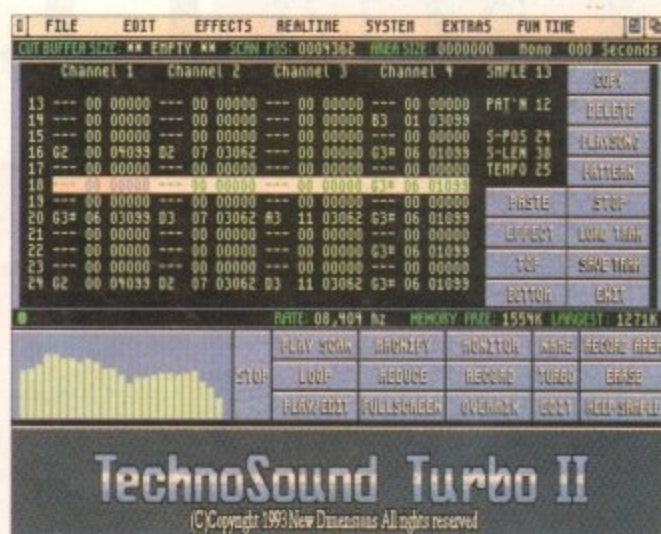 FILE EDIT EFFECTS REALTIME SYSTEM EXTRAS FUN TIME
CUT BUFFER SIZE: ** EMPTY ** SCAN POS: 0004362 AREA SIZE: 0000000 Mono 000 Seconds
Channel 1 Channel 2 Channel 3 Channel 4 SMPLE 13
13 --- 00 00000 --- 00 00000 --- 00 00000 --- 00 00000 PAT'N 12
14 --- 00 00000 --- 00 00000 --- 00 00000 B3 01 03099
15 --- 00 00000 --- 00 00000 --- 00 00000 --- 00 00000 S-POS 24
16 G2 00 04099 D2 07 03062 --- 00 00000 G3# 06 01099 S-LEN 38
17 --- 00 00000 --- 00 00000 --- 00 00000 --- 00 00000 TEMPO 25
18 --- 00 00000 --- 00 00000 --- 00 00000 G3# 06 01099
19 --- 00 00000 --- 00 00000 --- 00 00000 --- 00 00000
20 G3# 06 03099 D3 07 03062 A3 11 03062 G3# 06 01099
21 --- 00 00000 --- 00 00000 --- 00 00000 --- 00 00000
22 --- 00 00000 --- 00 00000 --- 00 00000 G3# 06 01099
23 --- 00 00000 --- 00 00000 --- 00 00000 --- 00 00000
24 G2 00 04099 D2 07 03062 D3 11 03062 G3# 06 01099
COPY
DELETE
PLAYSONG
PATTERN
PASTE STOP
EFFECT LOAD TRAK
TOP SAVE TRAK
BOTTOM EXIT
RATE: 08,404 hz MEMORY FREE: 1554K LARGEST: 1271K
PLAY SCAN MAGNIFY MONITOR NAME RECORD AREA
STOP LOOP REDUCE RECORD TURBO ERASE
PLAY/EDIT FULLSCREEN OVERMIX EDIT SAMPLE
TechnoSound Turbo II
(C)Copyright 1993 New Dimensions All rights reserved